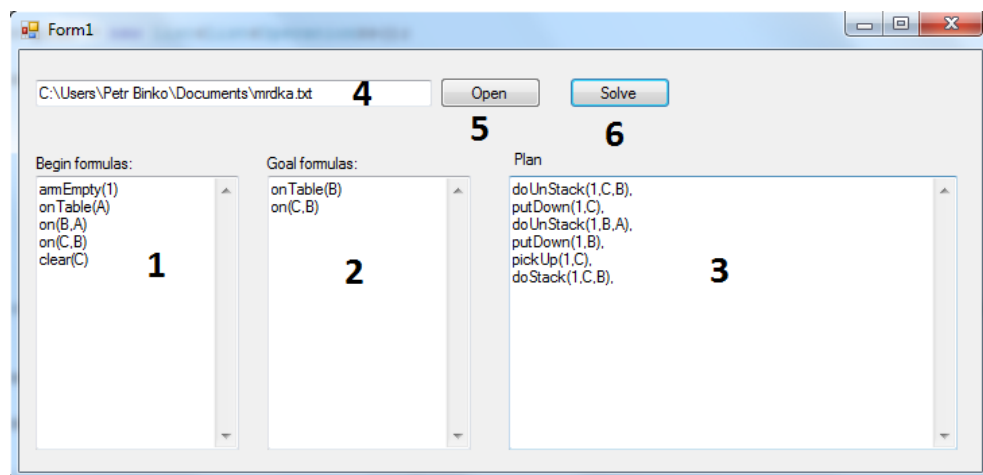 Form1
C:\Users\Petr Binko\Documents\mrdka.txt 4 Open Solve
5 6
Begin formulas: Goal formulas: Plan
armEmpty(1)
onTable(A)
on(B,A)
on(C,B)
clear(C)
1
onTable(B)
on(C,B)
2
doUnStack(1,C,B),
putDown(1,C),
doUnStack(1,B,A),
putDown(1,B),
pickUp(1,C),
doStack(1,C,B),
3